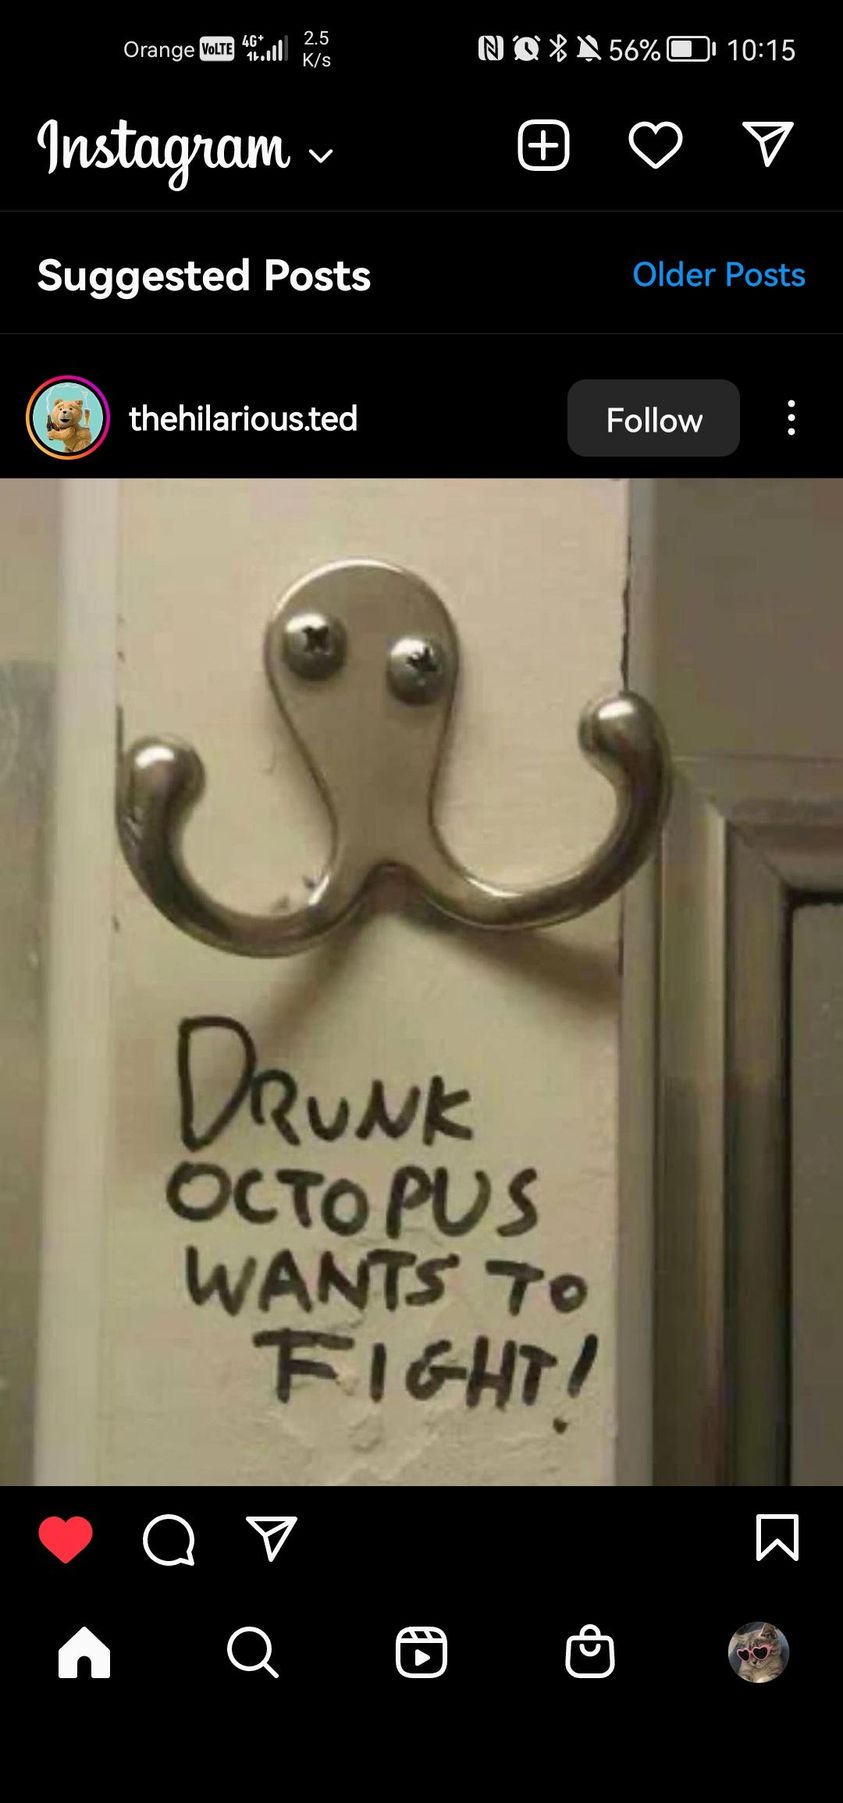 Orange VoLTE 4G+ 2.5 K/s 56% 10:15
Instagram
Suggested Posts Older Posts
thehilarious.ted Follow
DRUNK
OCTOPUS
WANTS TO
FIGHT!